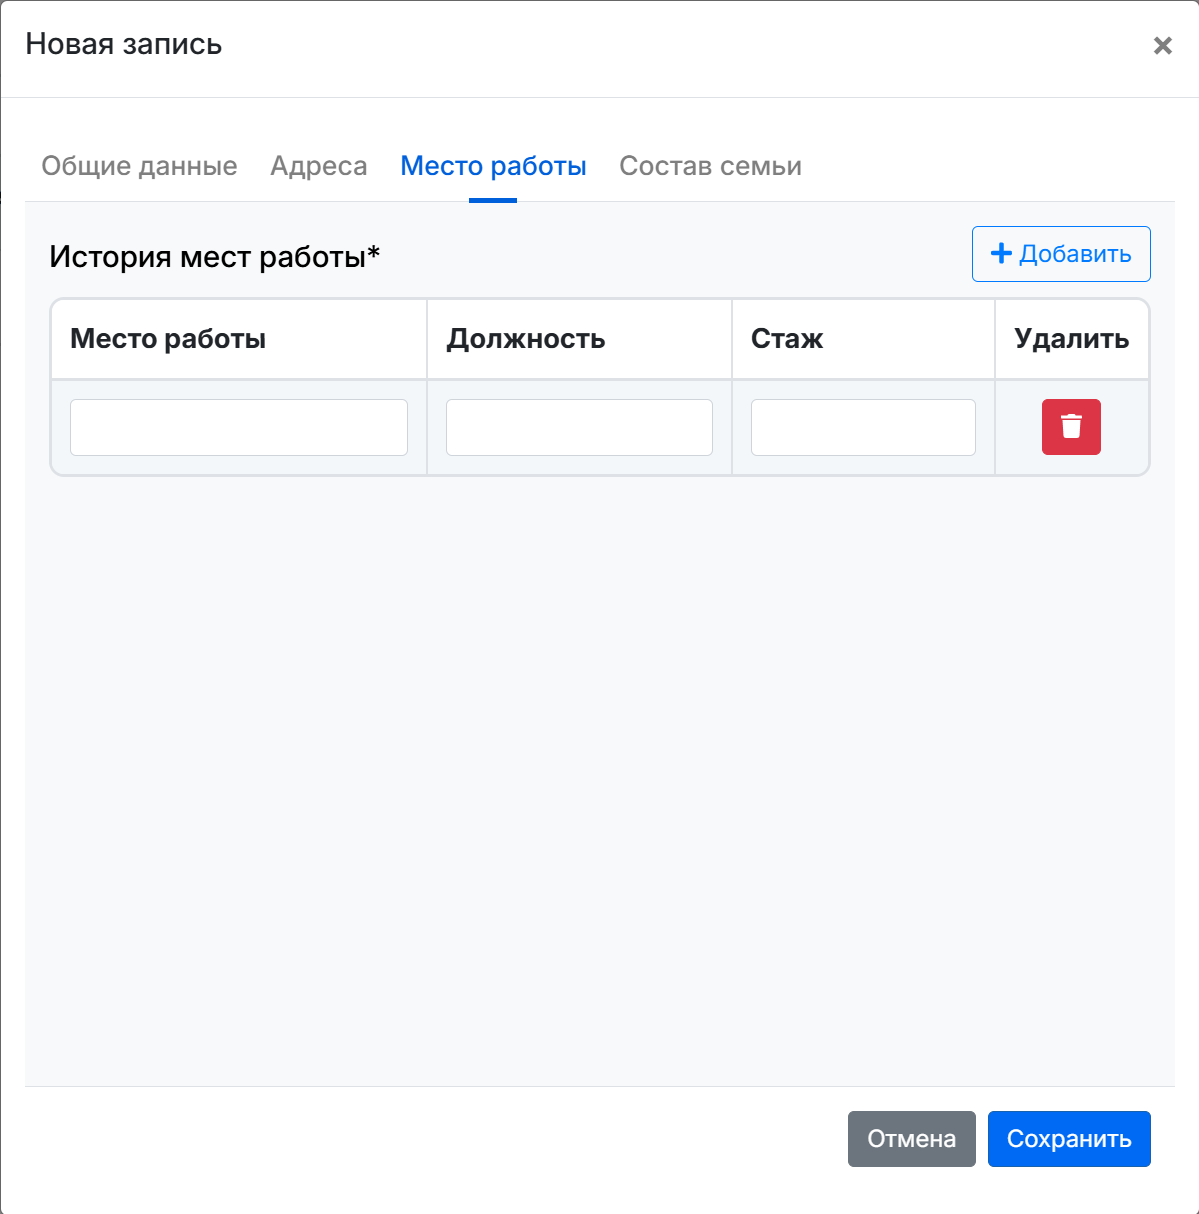 Новая запись
Общие данные Адреса Место работы Состав семьи
История мест работы*
Добавить
Место работы Должность Стаж Удалить
Отмена Сохранить